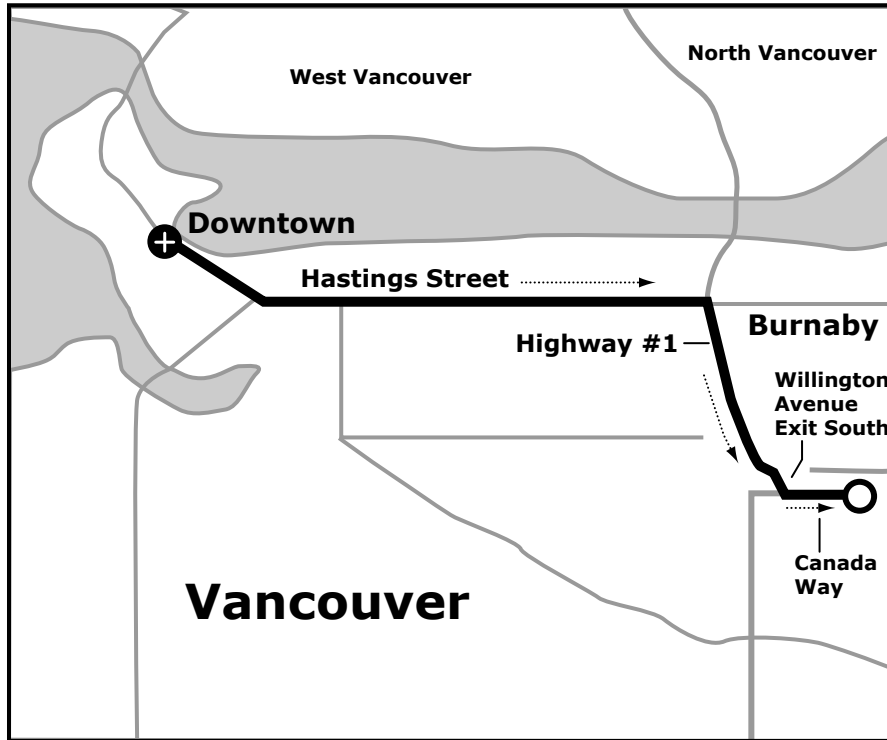 North Vancouver
West Vancouver
Downtown
Hastings Street
Burnaby
Highway #1
Willington
Avenue
Exit South
Canada
Way
Vancouver